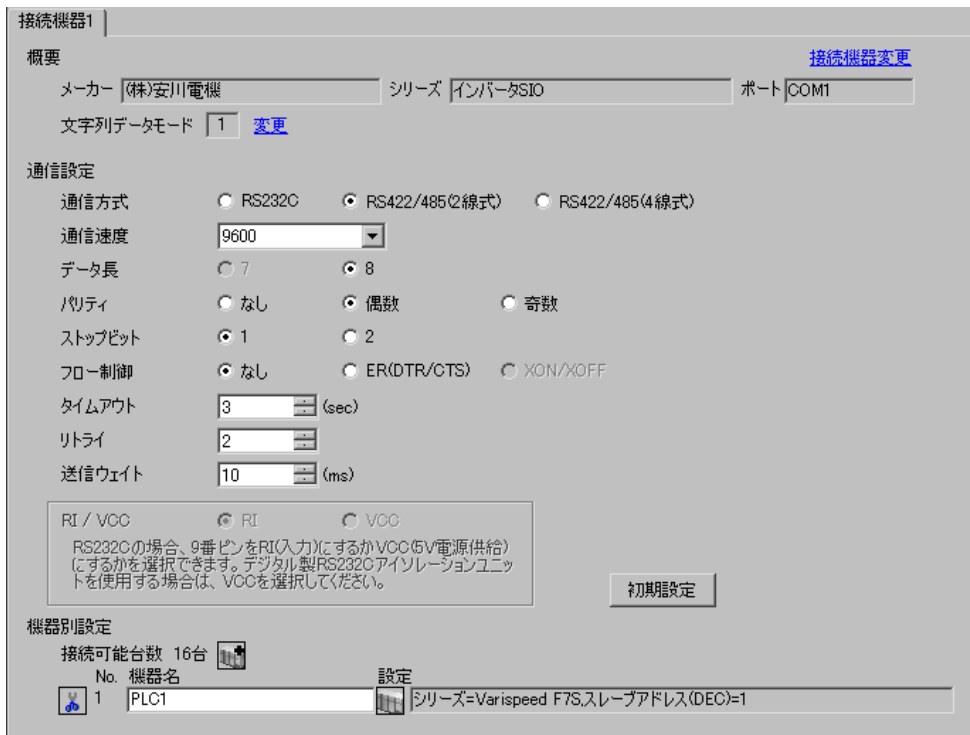 接続機器1
概要 接続機器変更
メーカー (株)安川電機 シリーズ インバータSIO ポート COM1
文字列データモード 1 変更
通信設定
通信方式 RS232C RS422/485(2線式) RS422/485(4線式)
通信速度 9600
データ長 7 8
パリティ なし 偶数 奇数
ストップビット 1 2
フロー制御 なし ER(DTR/CTS) XON/XOFF
タイムアウト 3 (sec)
リトライ 2
送信ウェイト 10 (ms)
RI / VCC RI VCC
RS232Cの場合、9番ピンをRI(入力)にするかVCC(5V電源供給)
にするかを選択できます。デジタル製RS232Cアイソレーションユニッ
トを使用する場合は、VCCを選択してください。
初期設定
機器別設定
接続可能台数 16台
No. 機器名 設定
1 PLC1 シリーズ=Varispeed F7S,スレーブアドレス(DEC)=1